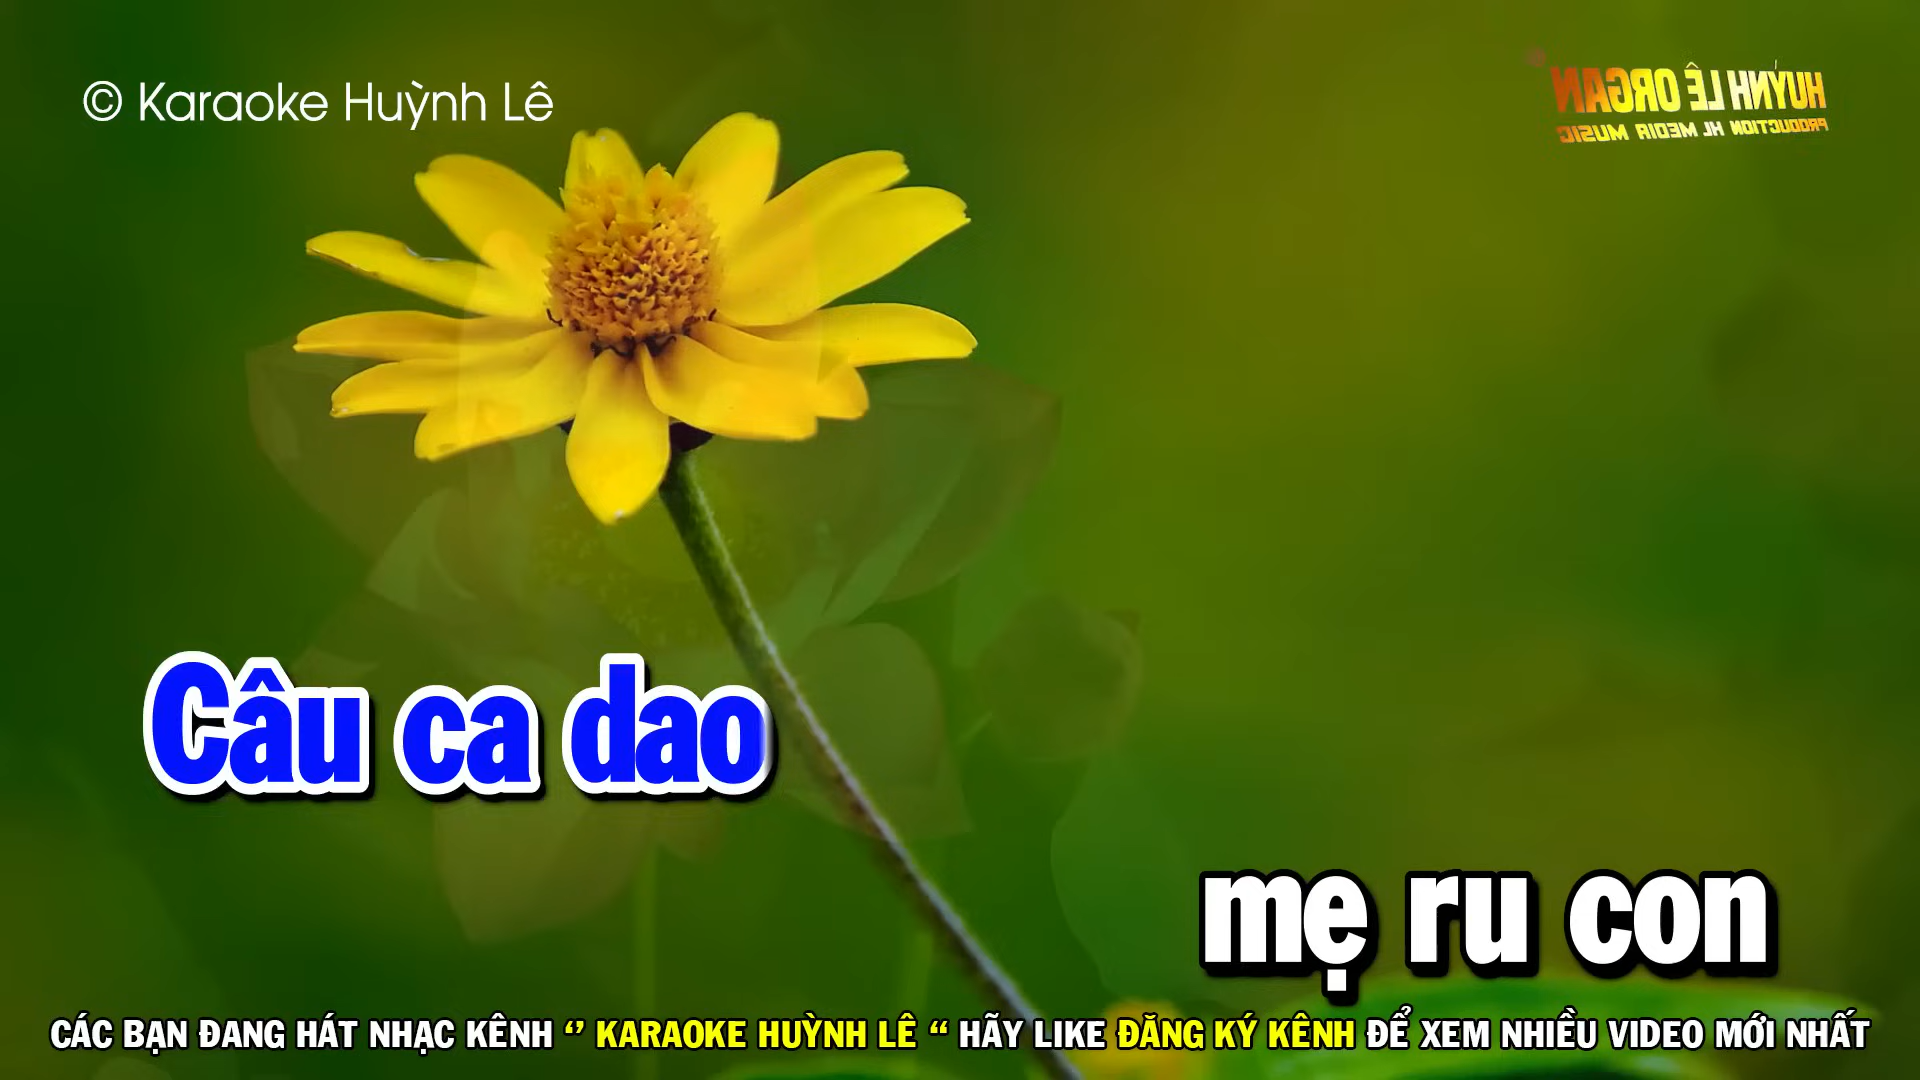 © Karaoke Huỳnh Lê
HUỲNH LÊ ORGAN
PRODUCTION HL MEDIA MUSIC
Câu ca dao
mẹ ru con
CÁC BẠN ĐANG HÁT NHẠC KÊNH ‘’ KARAOKE HUỲNH LÊ “ HÃY LIKE ĐĂNG KÝ KÊNH ĐỂ XEM NHIỀU VIDEO MỚI NHẤT